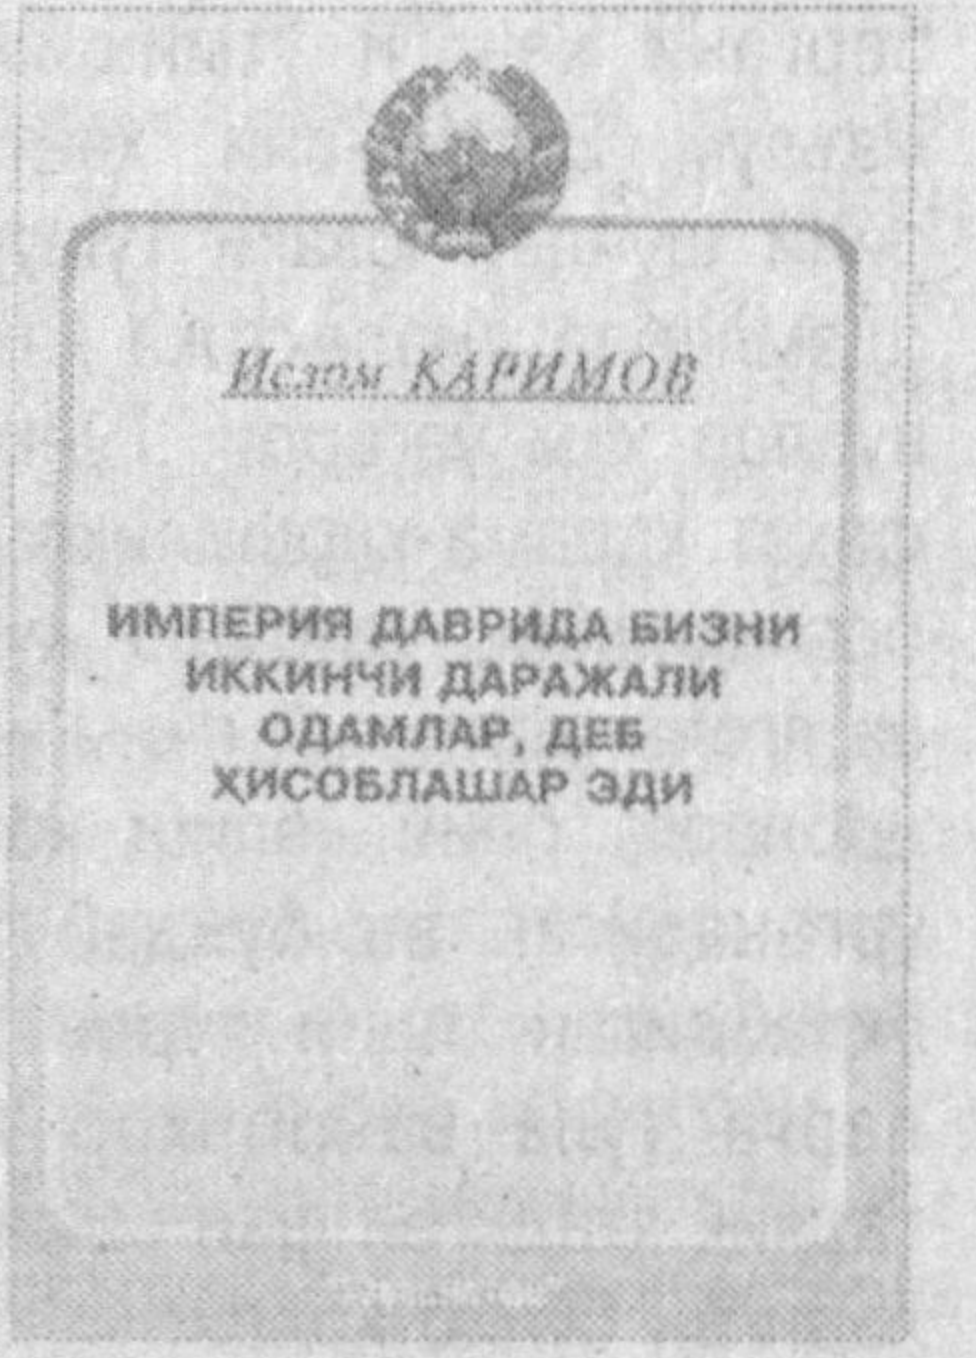 Ислом КАРИМОВ
ИМПЕРИЯ ДАВРИДА БИЗНИ
ИККИНЧИ ДАРАЖАЛИ
ОДАМЛАР, ДЕБ
ҲИСОБЛАШАР ЭДИ